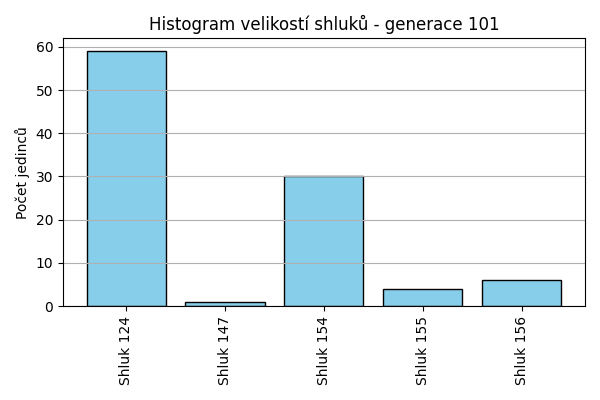 Histogram velikostí shluků - generace 101
Počet jedinců
60
50
40
30
20
10
0
Shluk 124
Shluk 147
Shluk 154
Shluk 155
Shluk 156